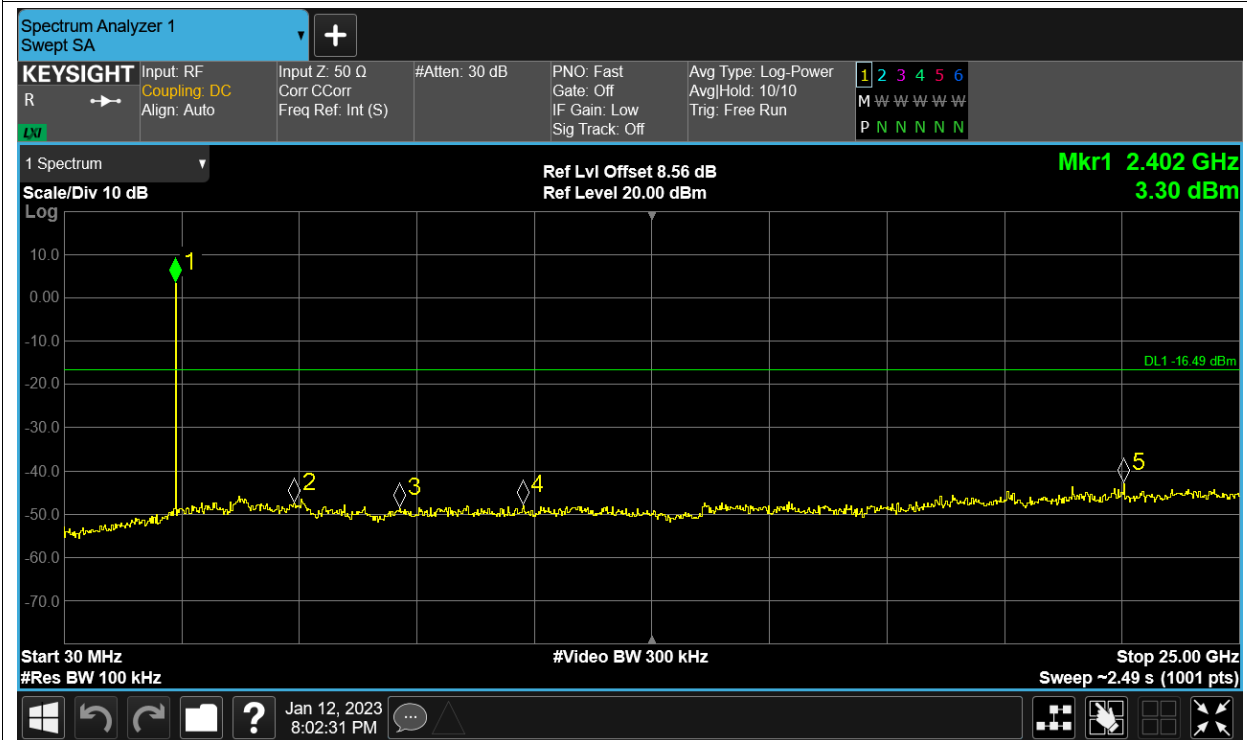 Spectrum Analyzer 1
Swept SA
+
KEYSIGHT
R
LXI
Input: RF
Coupling: DC
Align: Auto
Input Z: 50 Ω
Corr CCorr
Freq Ref: Int (S)
#Atten: 30 dB
PNO: Fast
Gate: Off
IF Gain: Low
Sig Track: Off
Avg Type: Log-Power
Avg|Hold: 10/10
Trig: Free Run
1 2 3 4 5 6
M W W W W W
P N N N N N
1 Spectrum
Scale/Div 10 dB
Log
Ref Lvl Offset 8.56 dB
Ref Level 20.00 dBm
Mkr1 2.402 GHz
3.30 dBm
10.0
0.00
-10.0
-20.0
-30.0
-40.0
-50.0
-60.0
-70.0
1
DL1 -16.49 dBm
2
3
4
5
Start 30 MHz
#Res BW 100 kHz
#Video BW 300 kHz
Stop 25.00 GHz
Sweep ~2.49 s (1001 pts)
?
Jan 12, 2023
8:02:31 PM